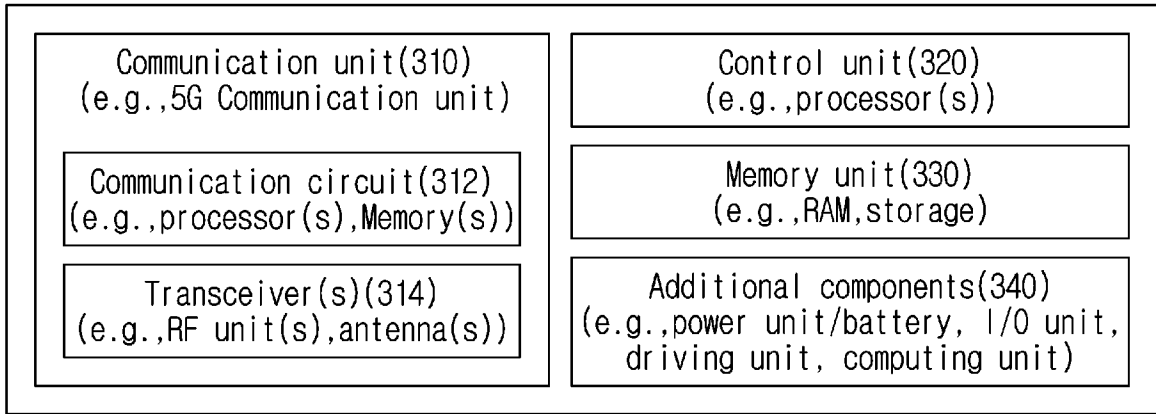 Communication unit(310)
(e.g.,5G Communication unit)
Communication circuit(312)
(e.g.,processor(s),Memory(s))
Transceiver(s)(314)
(e.g.,RF unit(s),antenna(s))
Control unit(320)
(e.g.,processor(s))
Memory unit(330)
(e.g.,RAM,storage)
Additional components(340)
(e.g.,power unit/battery, I/O unit,
driving unit, computing unit)